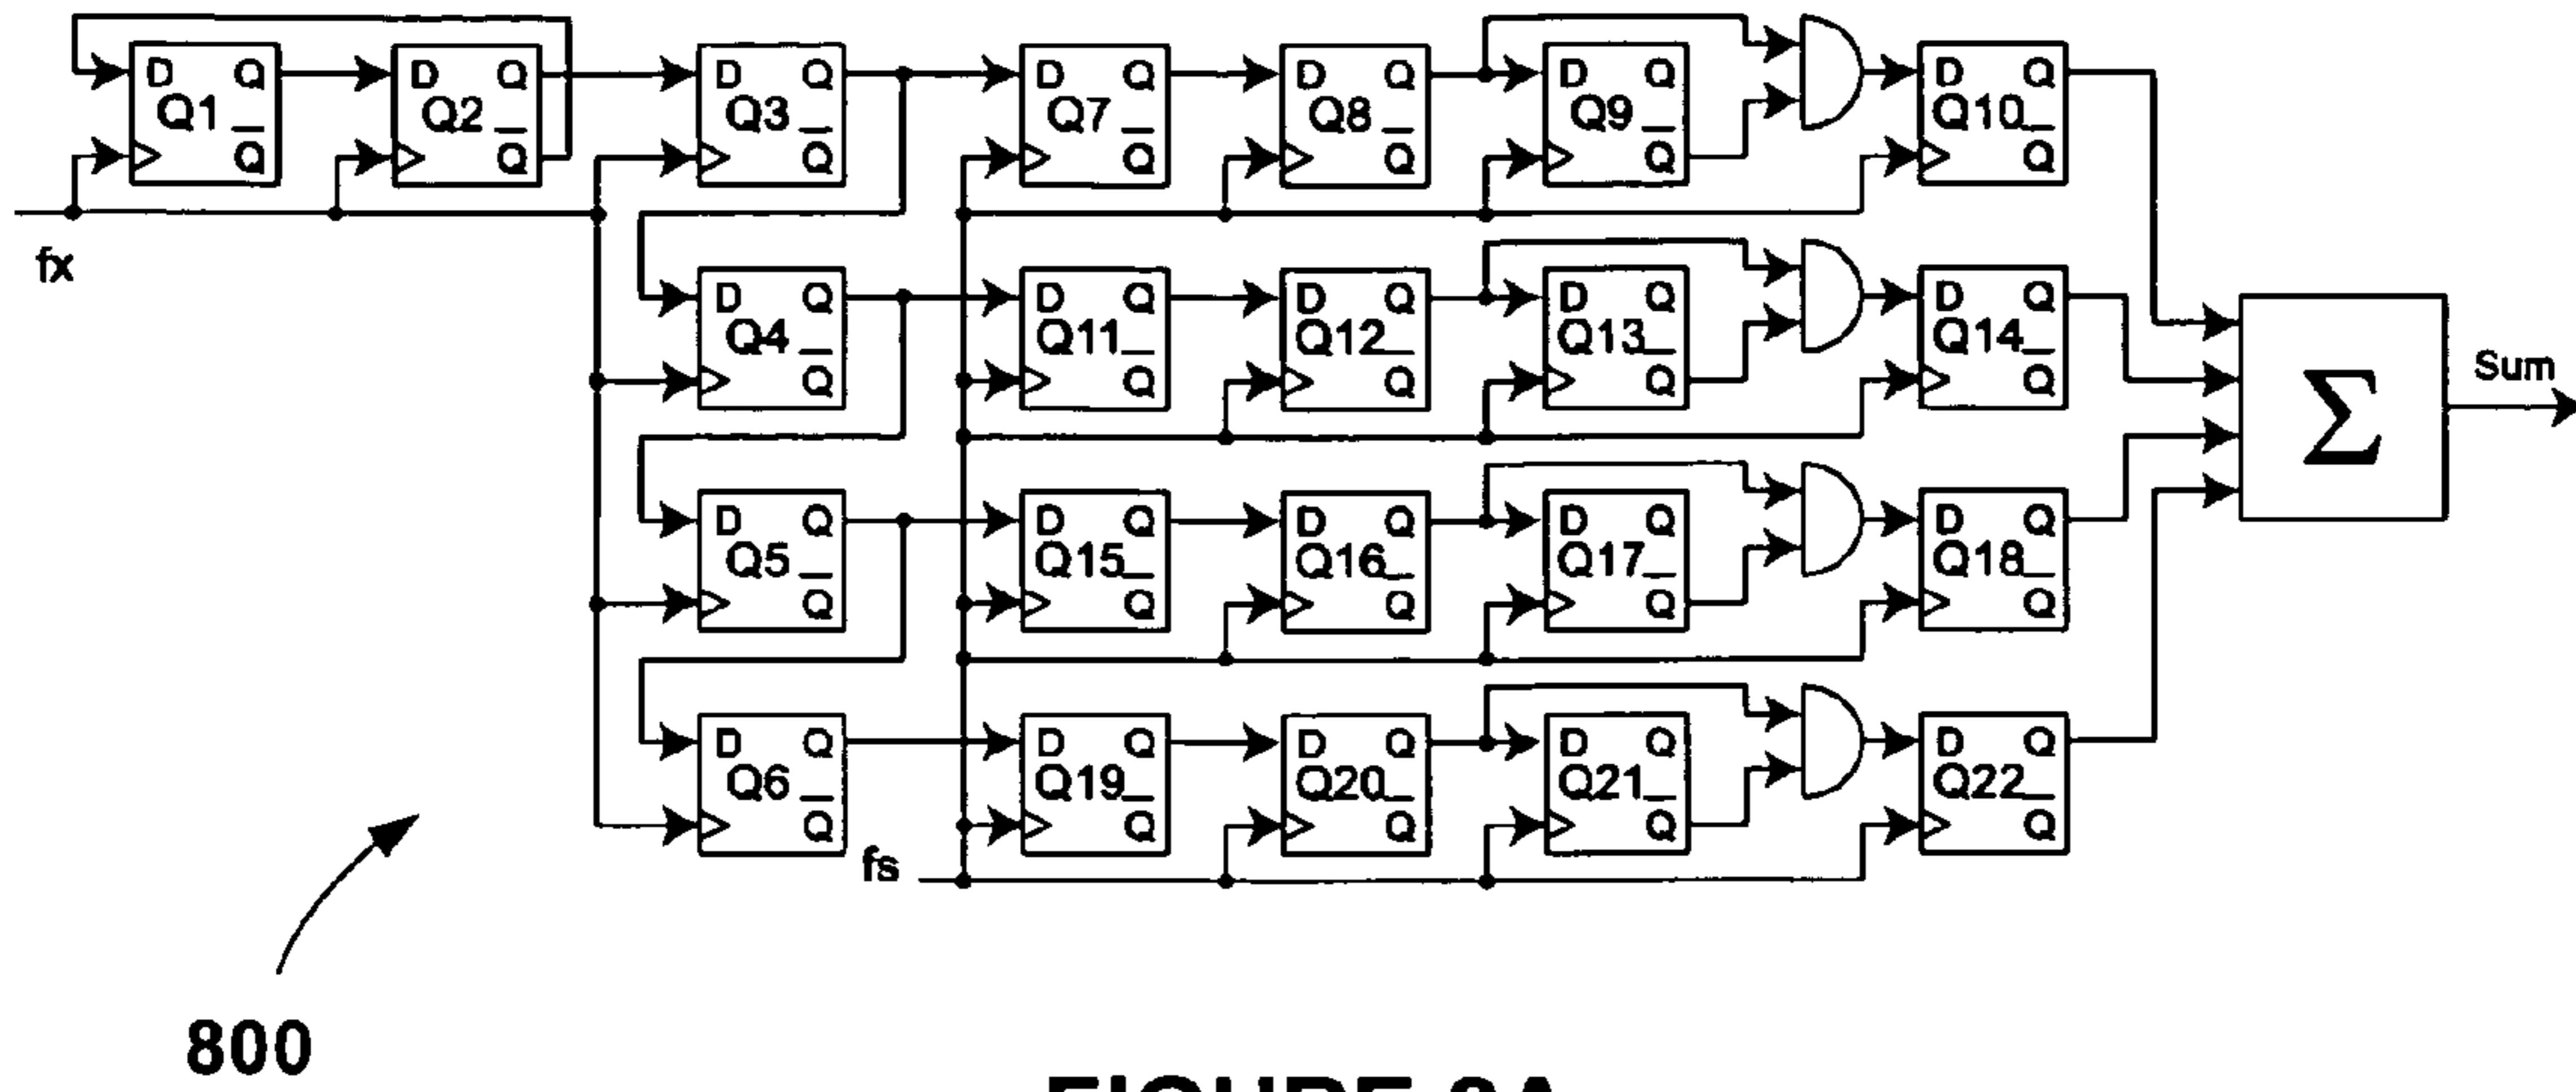 D Q D Q D Q D Q D Q D Q D Q
Q1 Q2 Q3 Q7 Q8 Q9 Q10
Q̅ Q̅ Q̅ Q̅ Q̅ Q̅ Q̅
fx
D Q D Q D Q D Q D Q
Q4 Q11 Q12 Q13 Q14
Q̅ Q̅ Q̅ Q̅ Q̅
Σ
Sum
D Q D Q D Q D Q D Q
Q5 Q15 Q16 Q17 Q18
Q̅ Q̅ Q̅ Q̅ Q̅
D Q D Q D Q D Q D Q
Q6 Q19 Q20 Q21 Q22
Q̅ Q̅ Q̅ Q̅ Q̅
fs
800